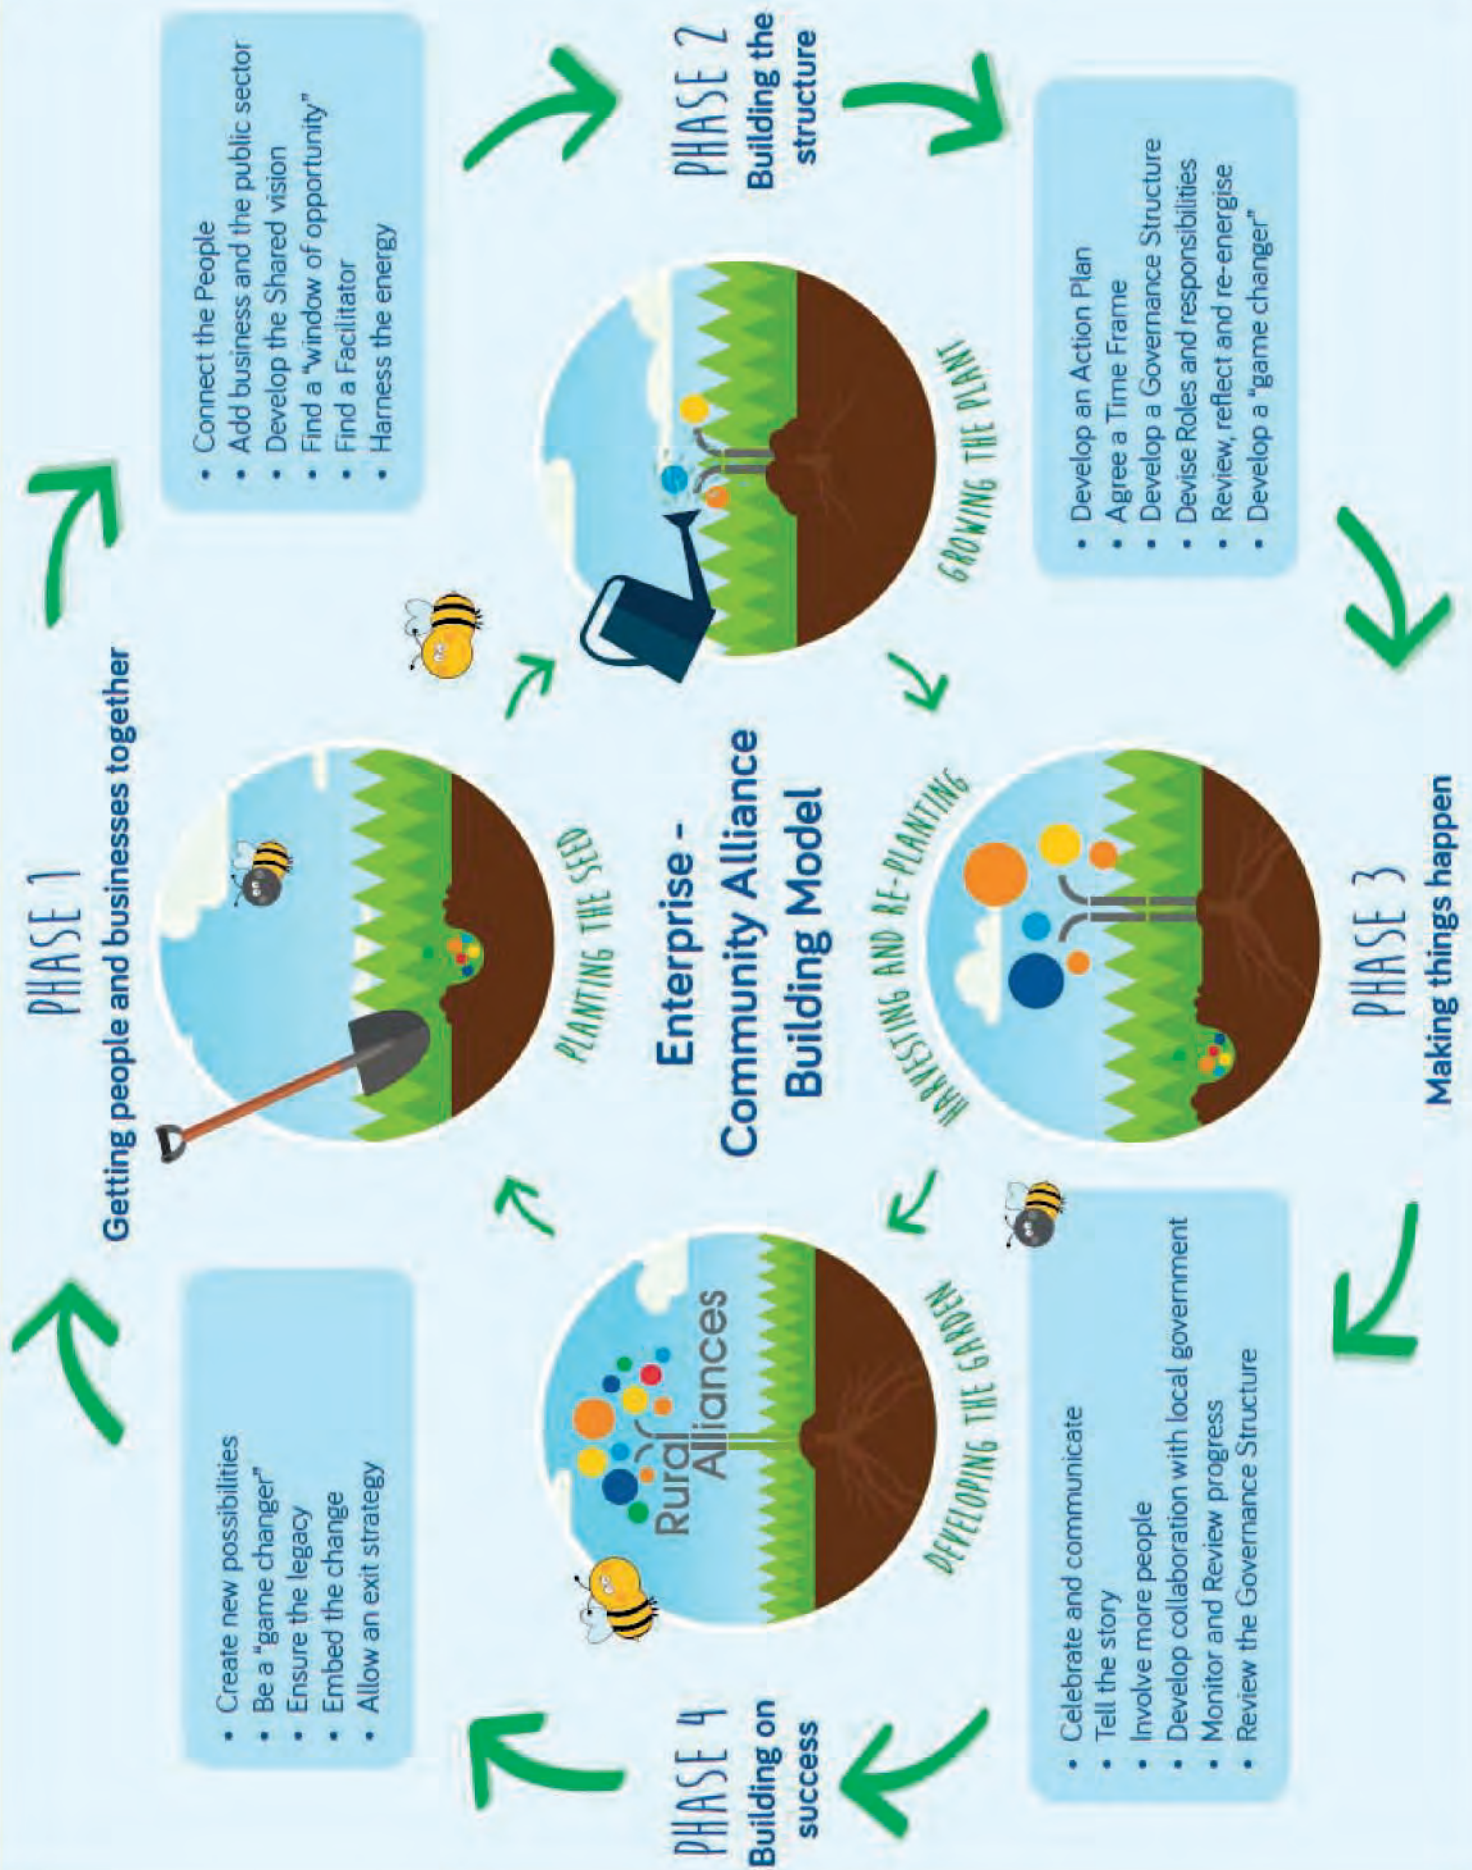 PHASE 1
Getting people and businesses together
• Connect the People
• Add business and the public sector
• Develop the Shared vision
• Find a “window of opportunity”
• Find a Facilitator
• Harness the energy
PLANTING THE SEED
PHASE 2
Building the
structure
GROWING THE PLANT
• Develop an Action Plan
• Agree a Time Frame
• Develop a Governance Structure
• Devise Roles and responsibilities
• Review, reflect and re-energise
• Develop a “game changer”
Enterprise -
Community Alliance
Building Model
HARVESTING AND RE-PLANTING
PHASE 3
Making things happen
• Celebrate and communicate
• Tell the story
• Involve more people
• Develop collaboration with local government
• Monitor and Review progress
• Review the Governance Structure
PHASE 4
Building on
success
Rural
Alliances
DEVELOPING THE GARDEN
• Create new possibilities
• Be a “game changer”
• Ensure the legacy
• Embed the change
• Allow an exit strategy